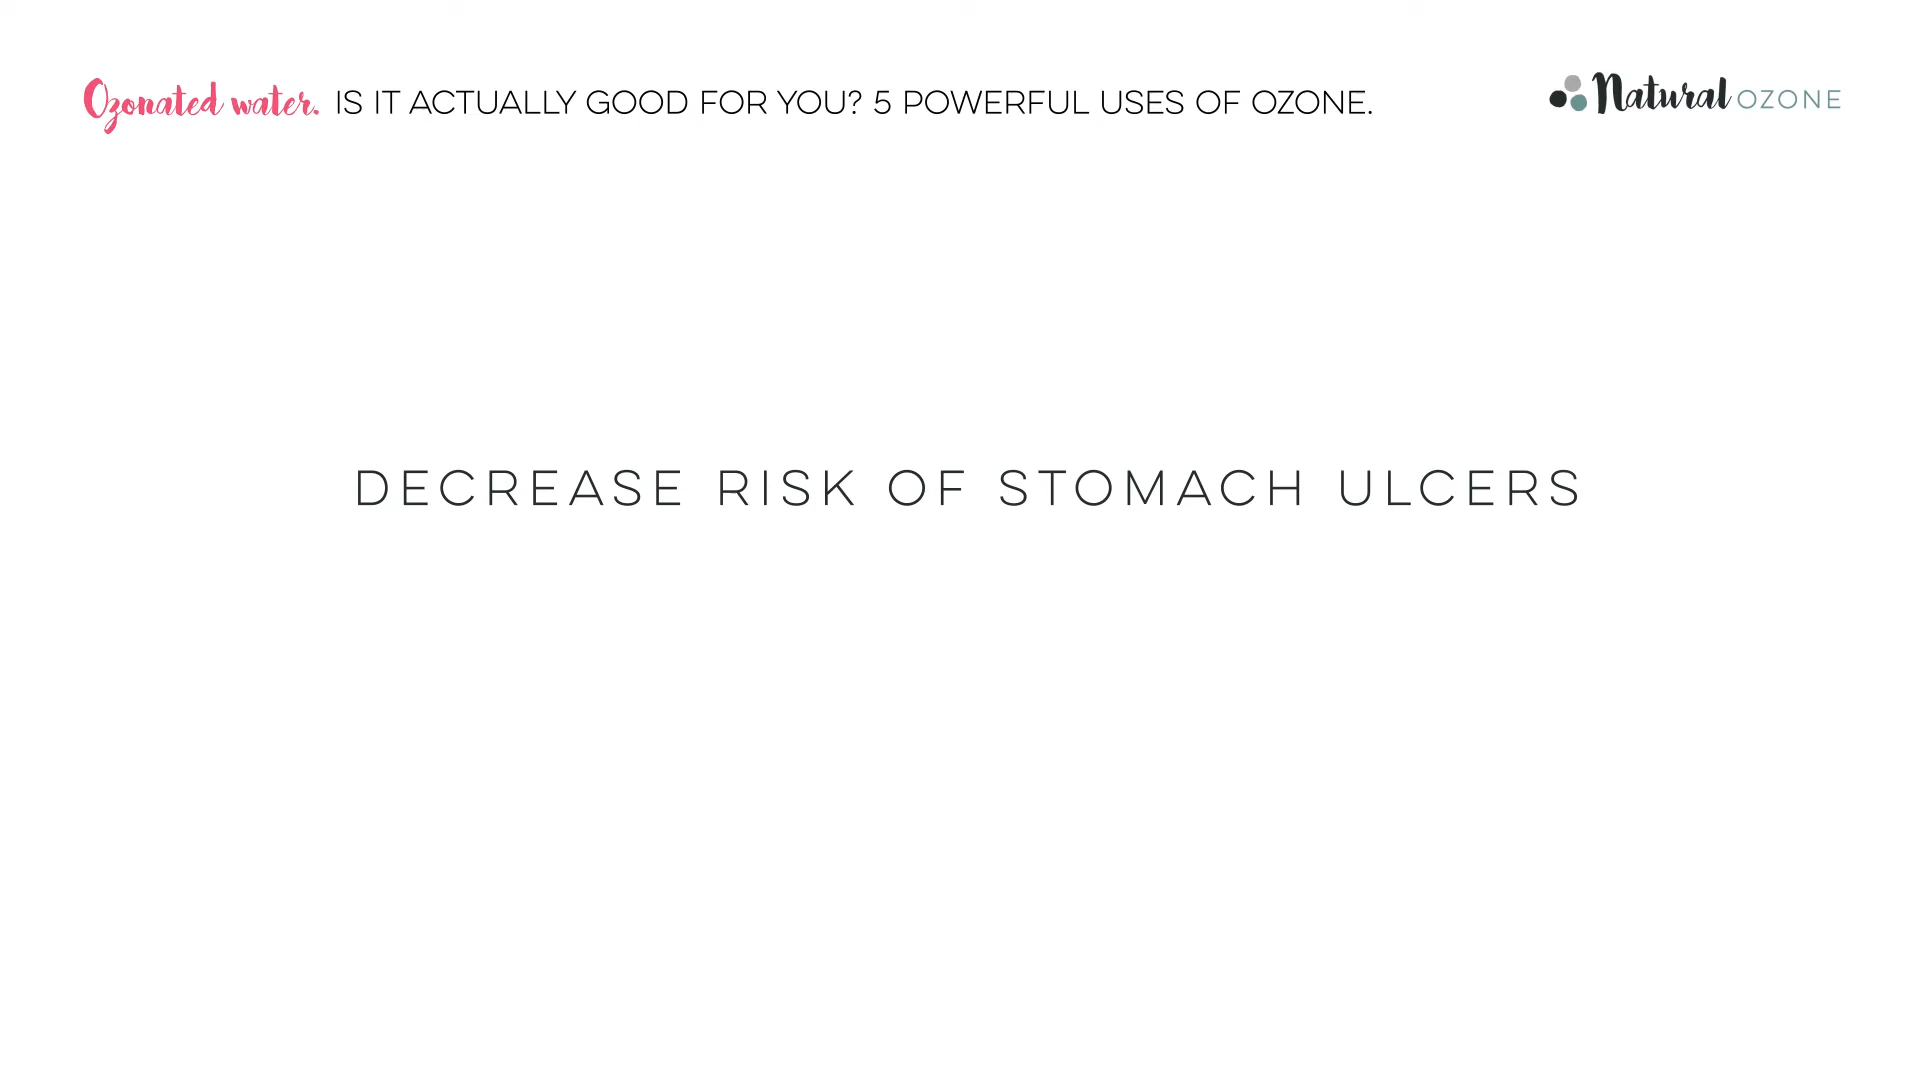 Ozonated water. IS IT ACTUALLY GOOD FOR YOU? 5 POWERFUL USES OF OZONE.
Natural OZONE
DECREASE RISK OF STOMACH ULCERS